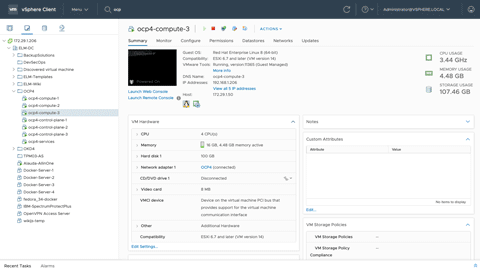 vm vSphere Client Menu ocp Administrator@VSPHERE.LOCAL
172.29.1.206
ELM-DC
BackupSolutions
DevSecOps
Discovered virtual machine
ELM-Templates
ELM-Wiki
OCP4
ocp4-compute-1
ocp4-compute-2
ocp4-compute-3
ocp4-control-plane-1
ocp4-control-plane-2
ocp4-control-plane-3
ocp4-services
OKD4
Docker-Server-1
Docker-Server-2
Docker-Server-3
Docker-Server-4
fedora_34-docker
IBM-SpectrumProtectPlus
OpenVPN Access Server
ocp4-compute-3 ACTIONS
Summary Monitor Configure Permissions Datastores Networks Updates
Powered On
Launch Web Console
Launch Remote Console
Guest OS: Red Hat Enterprise Linux 8 (64-bit)
Compatibility: ESXi 6.7 and later (VM version 14)
VMware Tools: Running, version:11365 (Guest Managed)
More info
DNS Name: ocp4-compute-3
IP Addresses: 192.168.1.208
View all 5 IP addresses
Host: 172.29.1.50
CPU USAGE
3.44 GHz
MEMORY USAGE
4.48 GB
STORAGE USAGE
107.46 GB
VM Hardware
CPU 4 CPU(s)
Memory 16 GB, 4.48 GB memory active
Hard disk 1 100 GB
Network adapter 1 OCP4 (connected)
CD/DVD drive 1 Disconnected
Video card 8 MB
VMCI device Device on the virtual machine PCI bus that
provides support for the virtual machine
communication interface
Other Additional Hardware
Compatibility ESXi 6.7 and later (VM version 14)
Edit Settings...
Notes
Custom Attributes
Attribute Value
No items to display
Edit...
VM Storage Policies
VM Storage Policies --
VM Storage Policy --
Compliance
Recent Tasks Alarms